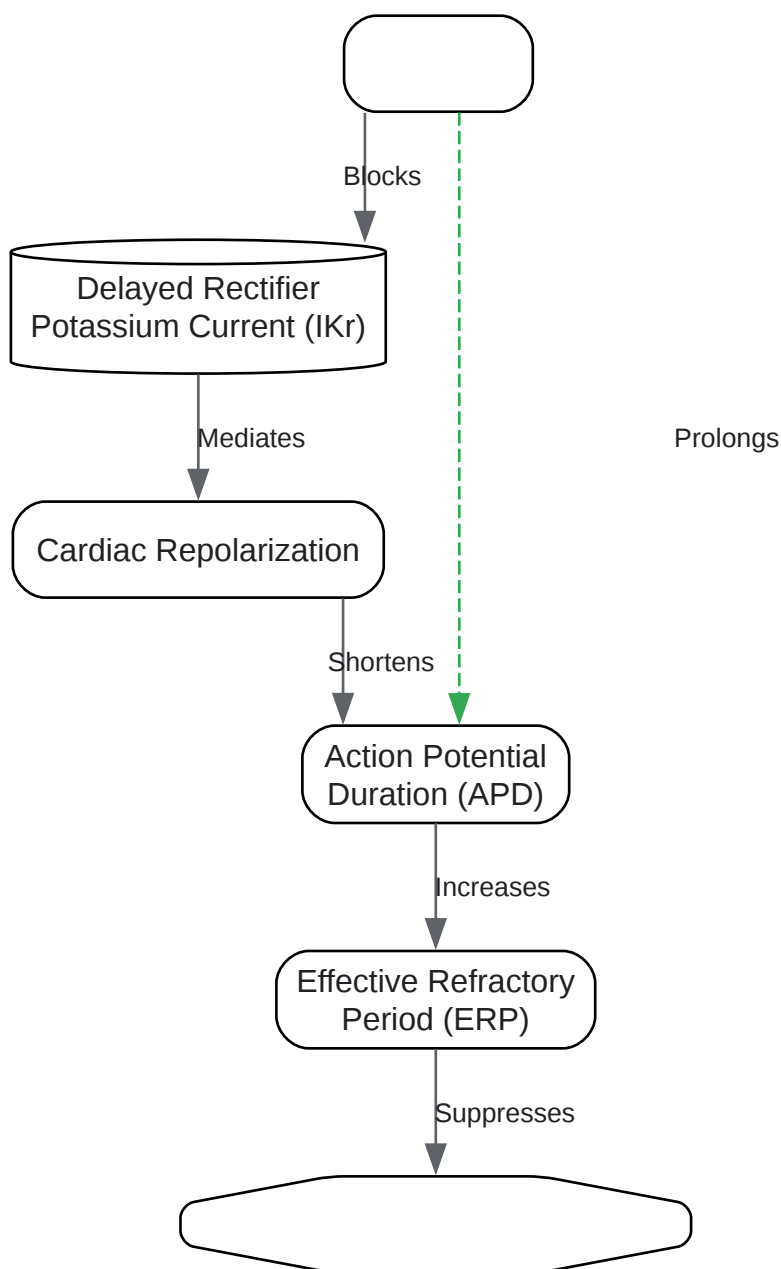 Blocks
Delayed Rectifier
Potassium Current (IKr)
Mediates
Prolongs
Cardiac Repolarization
Shortens
Action Potential
Duration (APD)
Increases
Effective Refractory
Period (ERP)
Suppresses